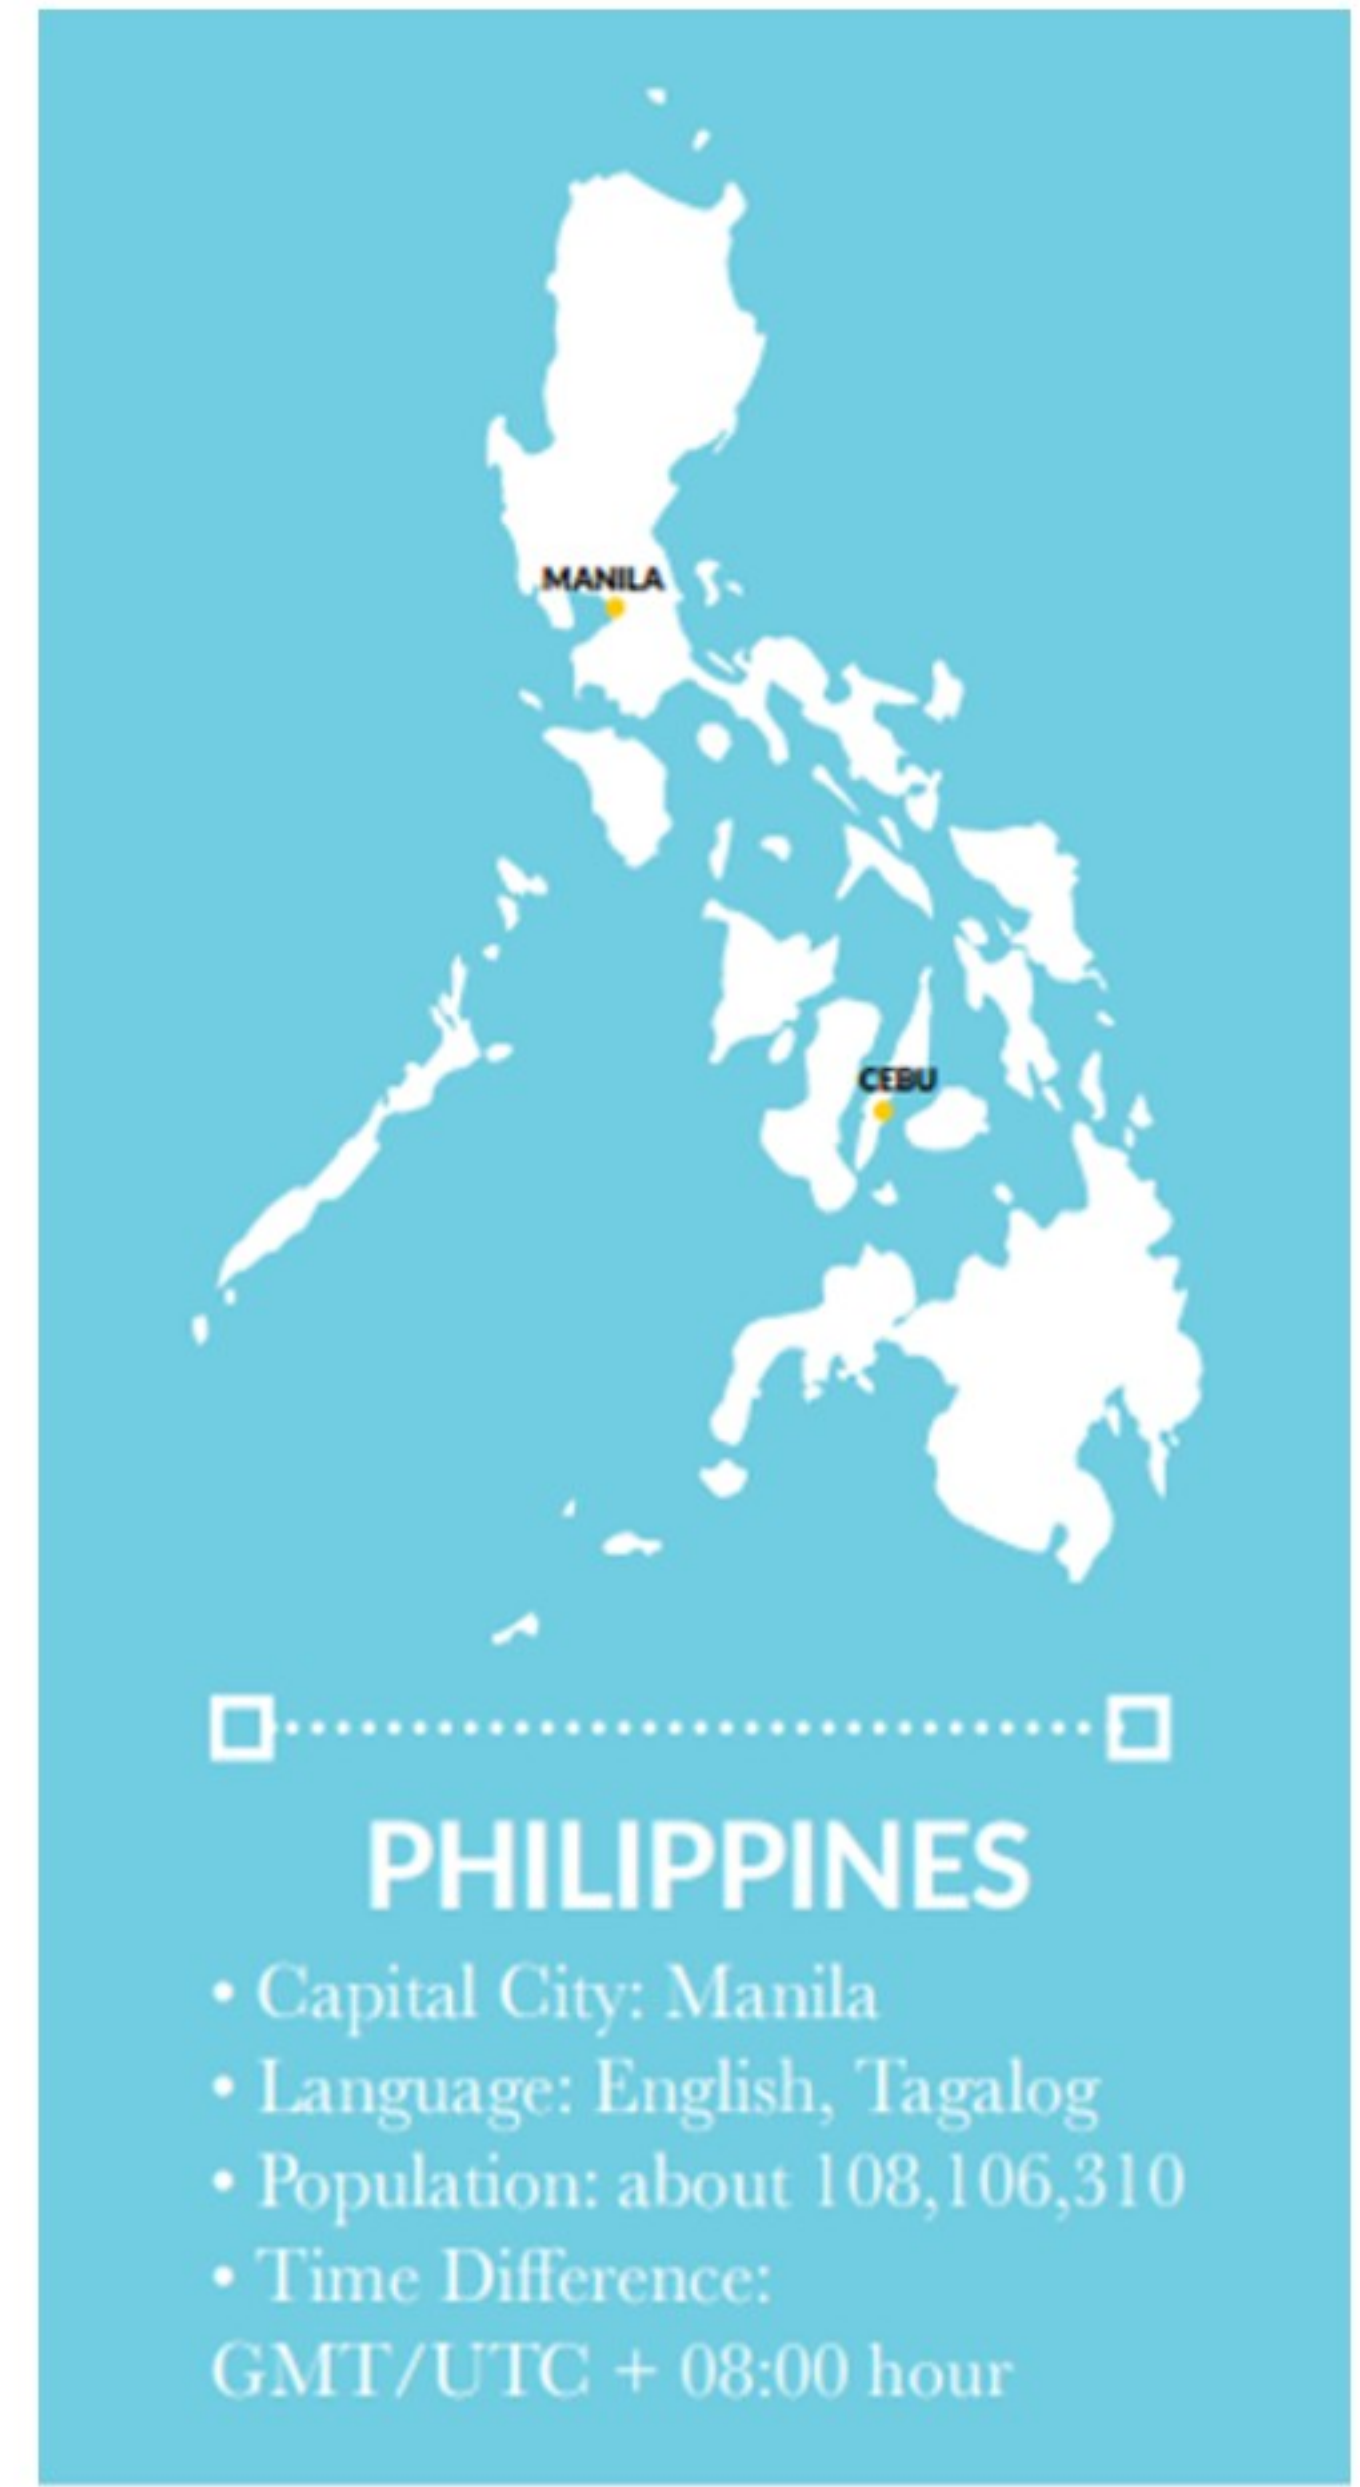 MANILA
CEBU
PHILIPPINES
• Capital City: Manila
• Language: English, Tagalog
• Population: about 108,106,310
• Time Difference:
GMT/UTC + 08:00 hour